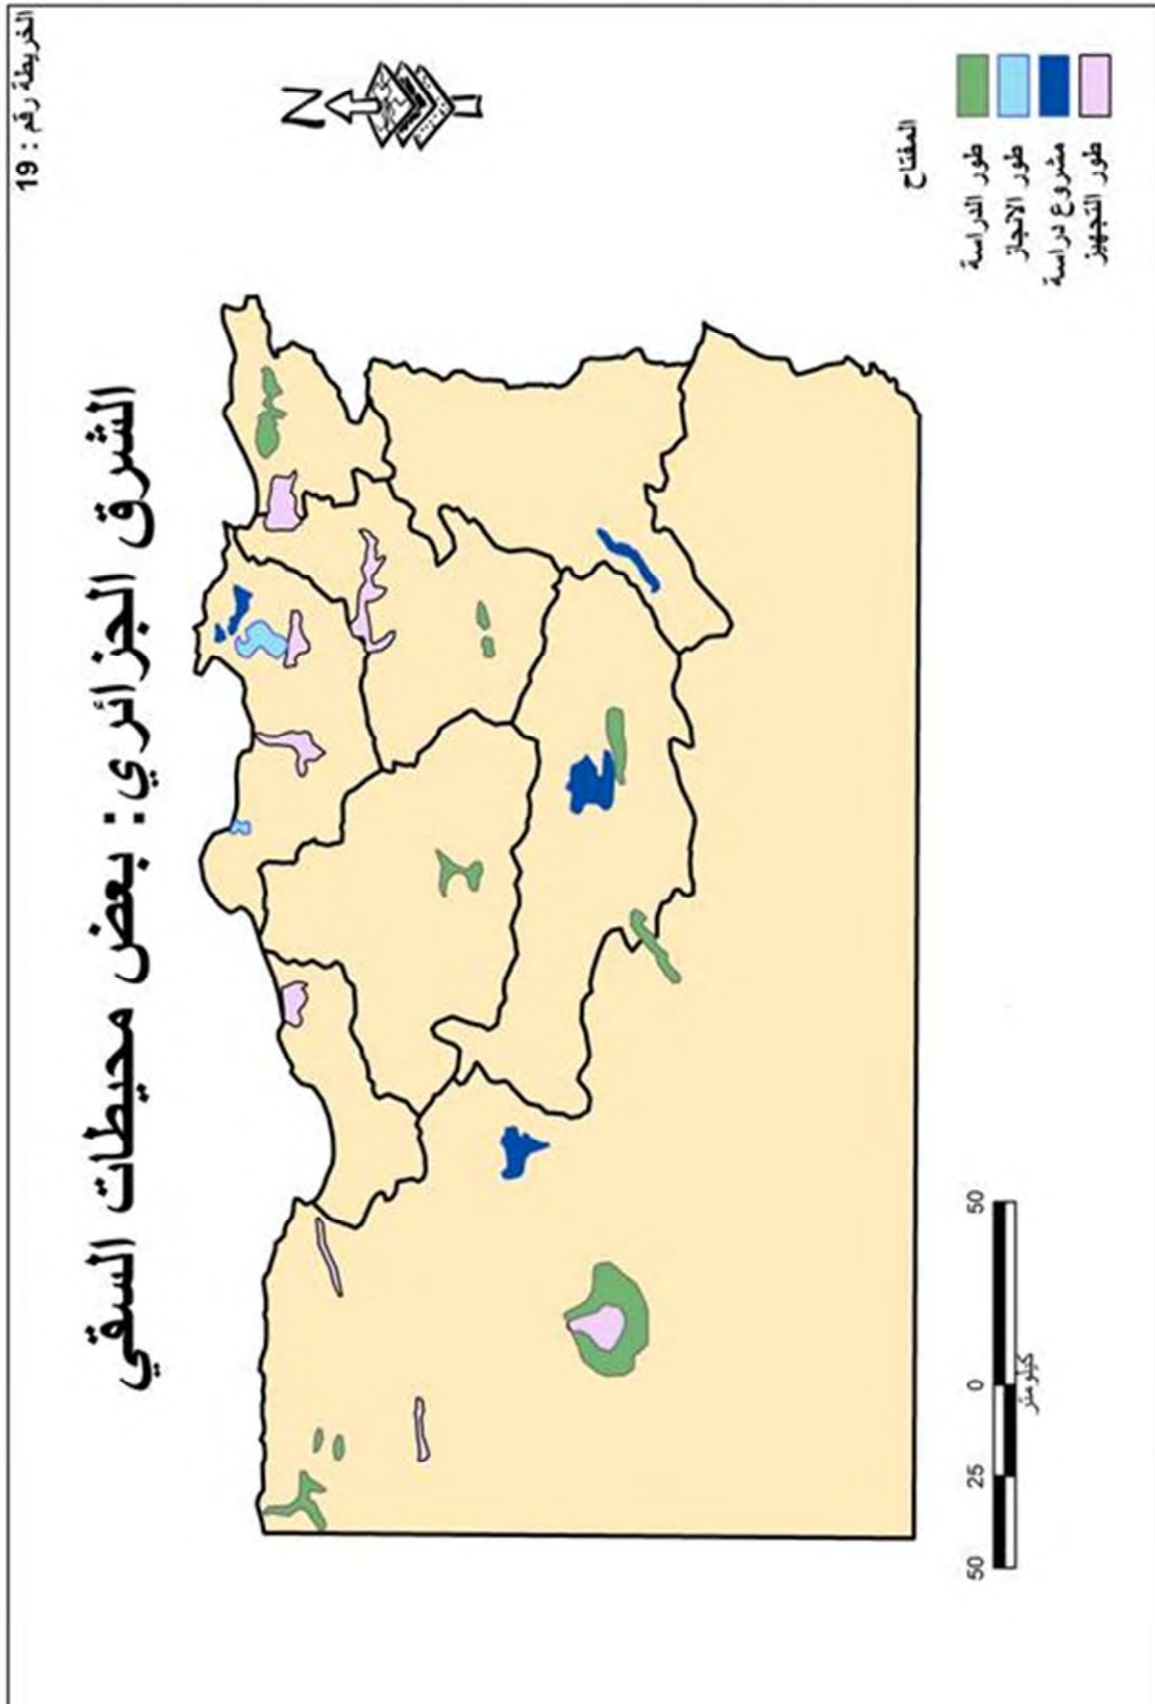 الخريطة رقم : 19
الشرق الجزائري: بعض محيطات السقي
N
المفتاح
طور الدراسة
طور الانجاز
مشروع دراسة
طور التجهيز
50 25 0 50
كيلومتر